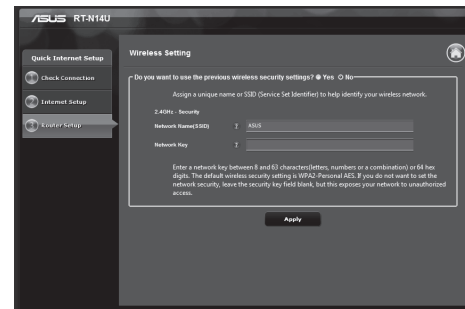 ASUS RT-N14U
Quick Internet Setup
1 Check Connection
2 Internet Setup
3 Router Setup
Wireless Setting
Do you want to use the previous wireless security settings? Yes No
Assign a unique name or SSID (Service Set Identifier) to help identify your wireless network.
2.4GHz - Security
Network Name(SSID) ? ASUS
Network Key ?
Enter a network key between 8 and 63 characters(letters, numbers or a combination) or 64 hex
digits. The default wireless security setting is WPA2-Personal AES. If you do not want to set the
network security, leave the security key field blank, but this exposes your network to unauthorized
access.
Apply